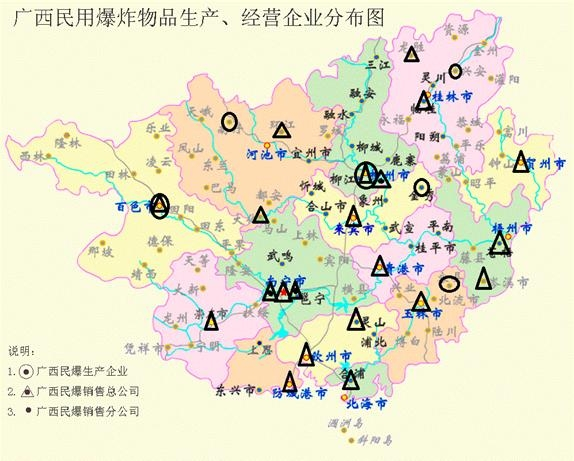 广西民用爆炸物品生产、经营企业分布图
资源
全州
龙胜
三江
兴安
灵川
灌阳
桂林市
融安
临桂
天峨
南丹
环江
融水
罗城
永福
阳朔
恭城
富川
乐业
隆林
西林
凤山
河池市
宜州市
柳城
鹿寨
荔浦
平乐
钟山
贺州市
凌云
东兰
田林
巴马
都安
忻城
柳江
柳州市
金秀
蒙山
昭平
百色市
田阳
合山市
象州
来宾市
武宣
平南
梧州市
田东
马山
上林
桂平市
苍梧
那坡
德保
平果
武鸣
宾阳
藤县
靖西
天等
隆安
南宁市
邕宁
横县
贵港市
兴业
容县
北流市
岑溪市
大新
扶绥
玉林市
龙州
崇左市
灵山
陆川
凭祥市
宁明
上思
浦北
博白
钦州市
合浦
东兴市
防城港市
北海市
涠洲岛
斜阳岛
说明:
1. 广西民爆生产企业
2. 广西民爆销售总公司
3. 广西民爆销售分公司